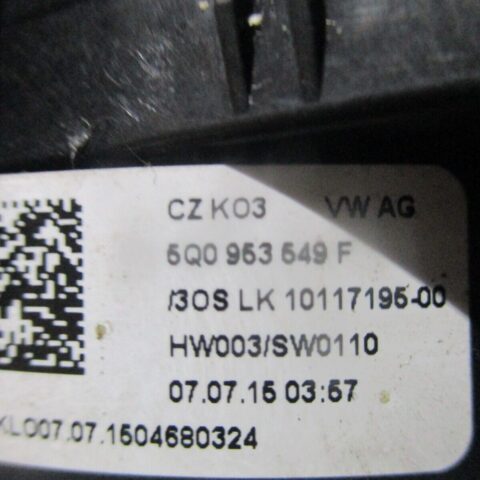 CZ K03 VW AG
5Q0 953 549 F
/3OS LK 10117195-00
HW003/SW0110
07.07.15 03:57
KLO07.07.1504680324